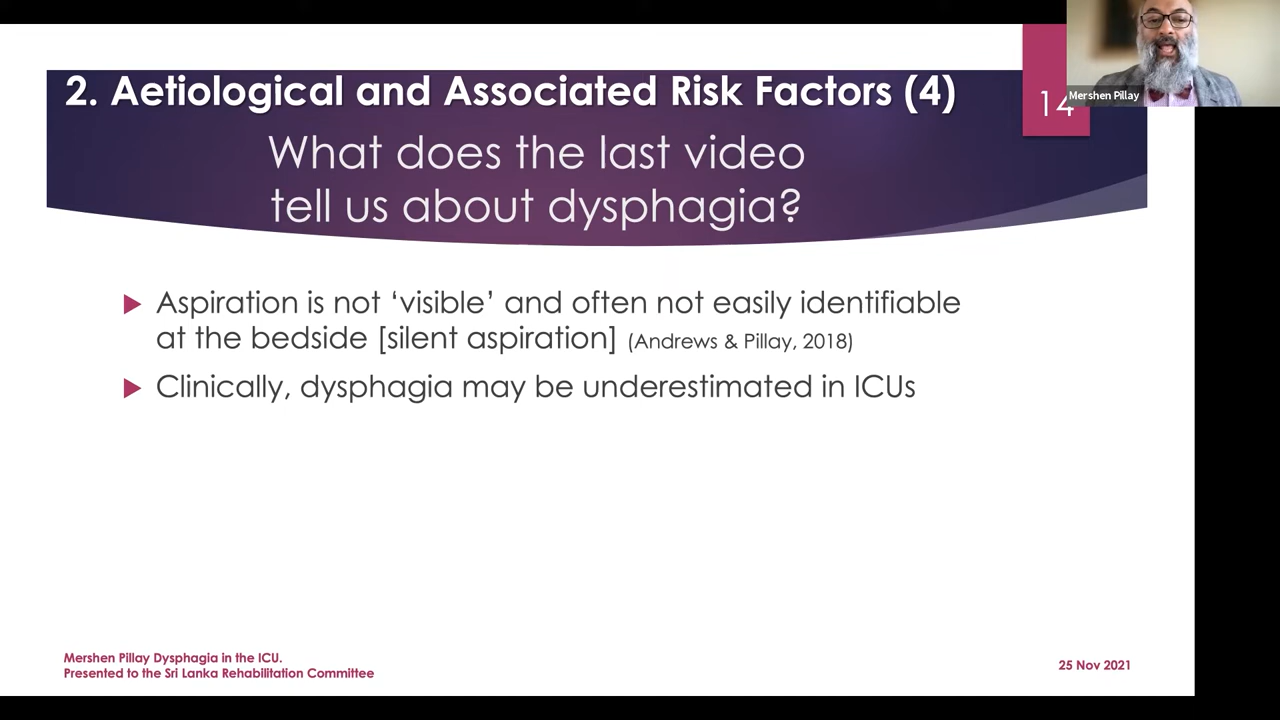 2. Aetiological and Associated Risk Factors (4)
What does the last video
tell us about dysphagia?
14
Mershen Pillay
Aspiration is not ‘visible’ and often not easily identifiable
at the bedside [silent aspiration] (Andrews & Pillay, 2018)
Clinically, dysphagia may be underestimated in ICUs
Mershen Pillay Dysphagia in the ICU.
Presented to the Sri Lanka Rehabilitation Committee
25 Nov 2021